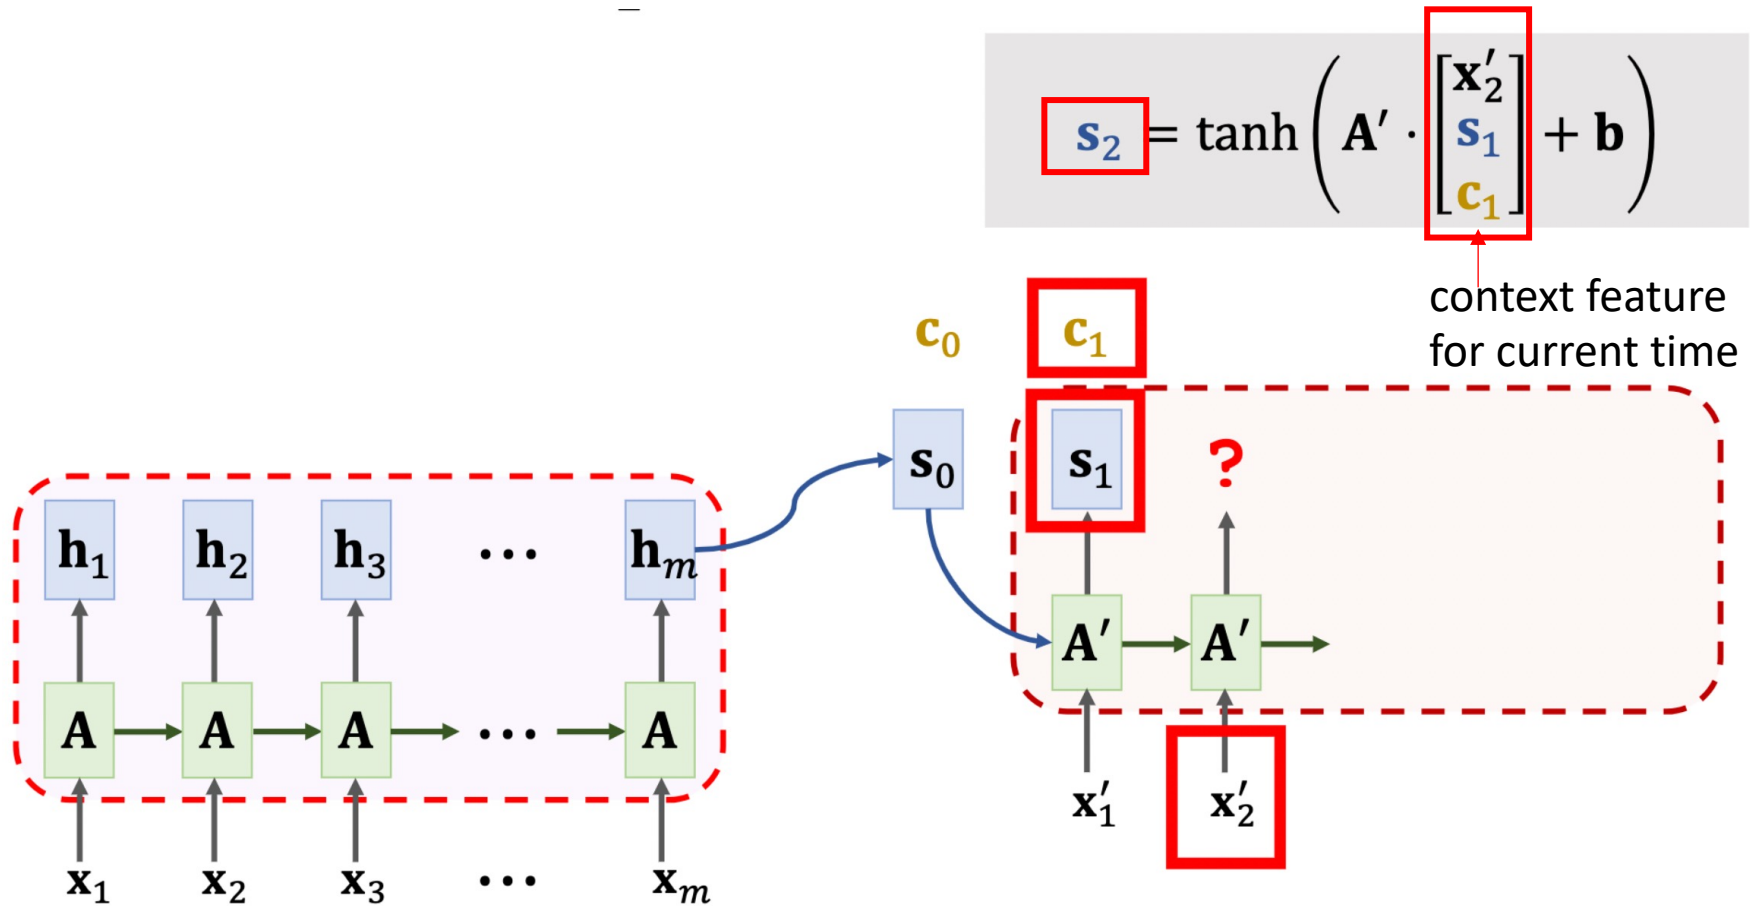 s₂ = tanh(A′ · [x′₂ s₁ c₁] + b)
context feature
for current time
c₀ c₁
s₀ s₁ ?
h₁ h₂ h₃ ⋯ hₘ
A′ A′
A A A ⋯ A
x′₁ x′₂
x₁ x₂ x₃ ⋯ xₘ